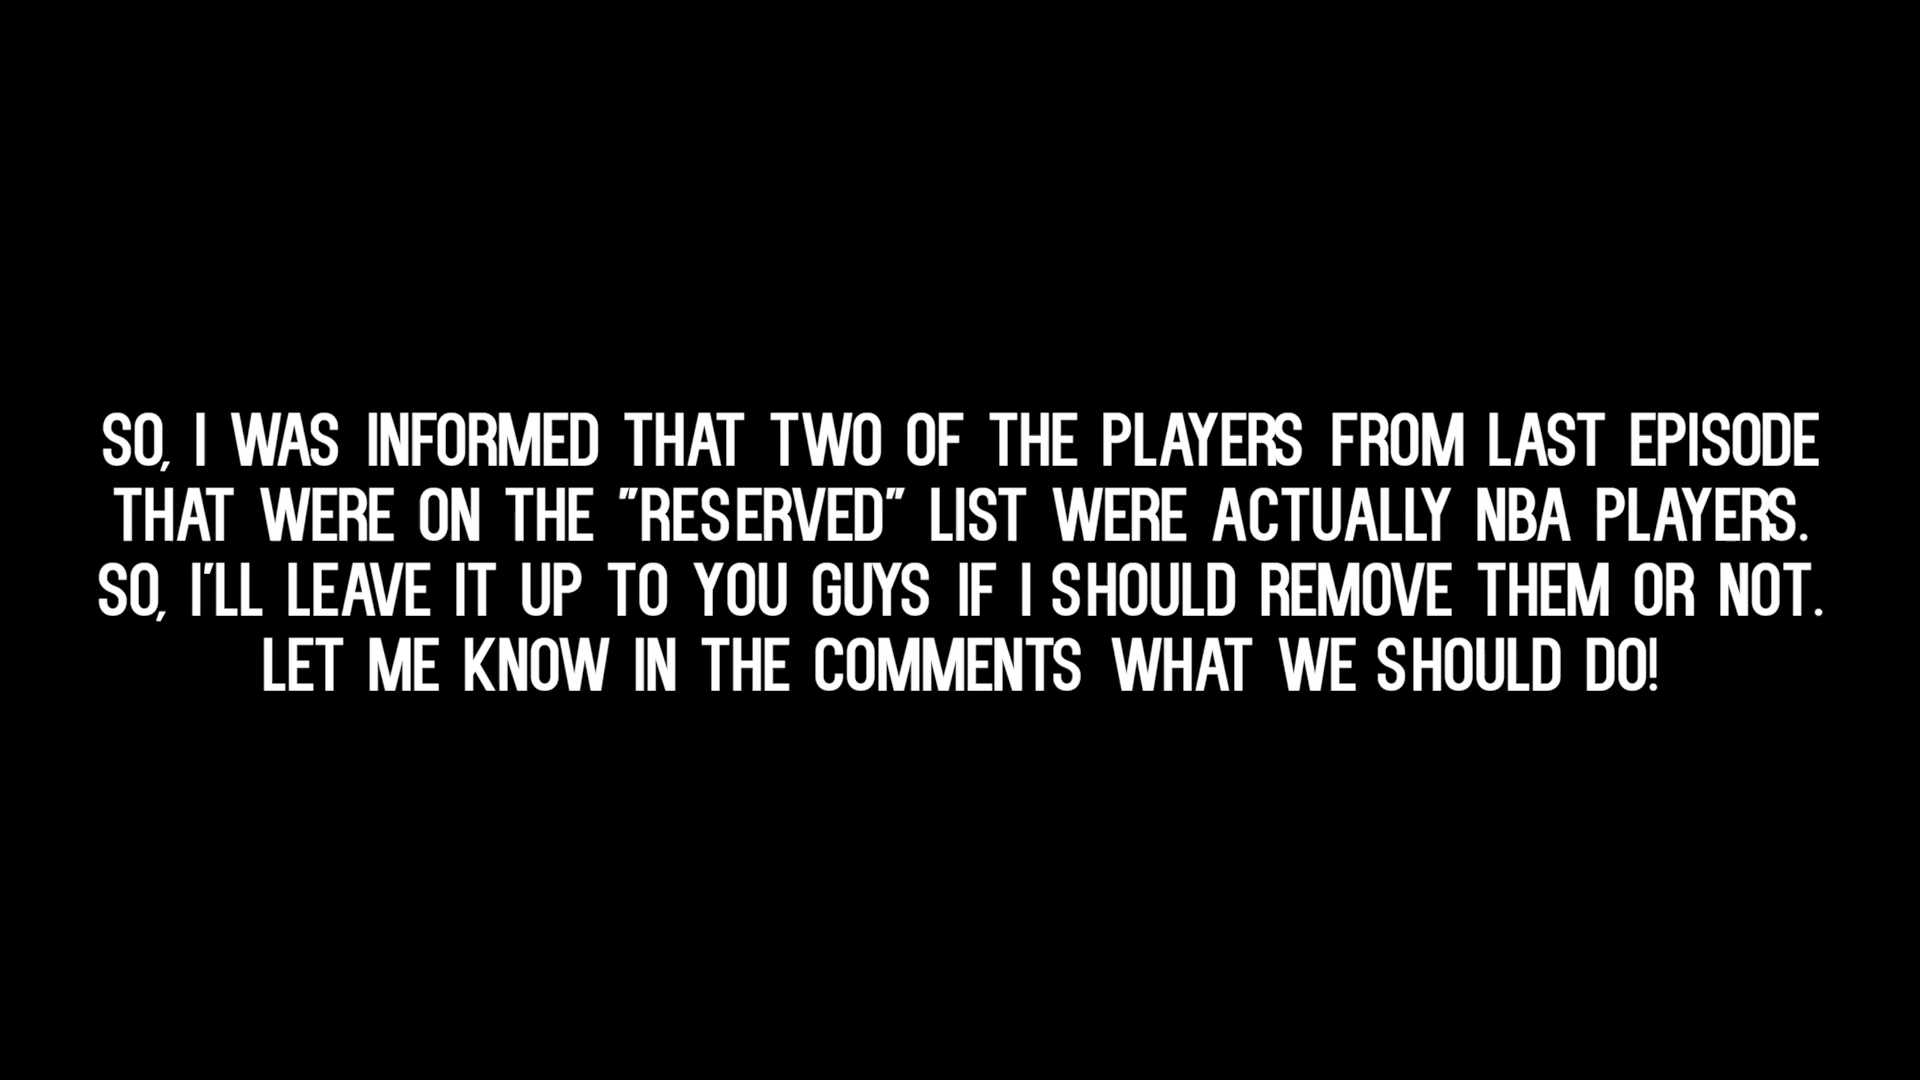 SO, I WAS INFORMED THAT TWO OF THE PLAYERS FROM LAST EPISODE
THAT WERE ON THE "RESERVED" LIST WERE ACTUALLY NBA PLAYERS.
SO, I'LL LEAVE IT UP TO YOU GUYS IF I SHOULD REMOVE THEM OR NOT.
LET ME KNOW IN THE COMMENTS WHAT WE SHOULD DO!